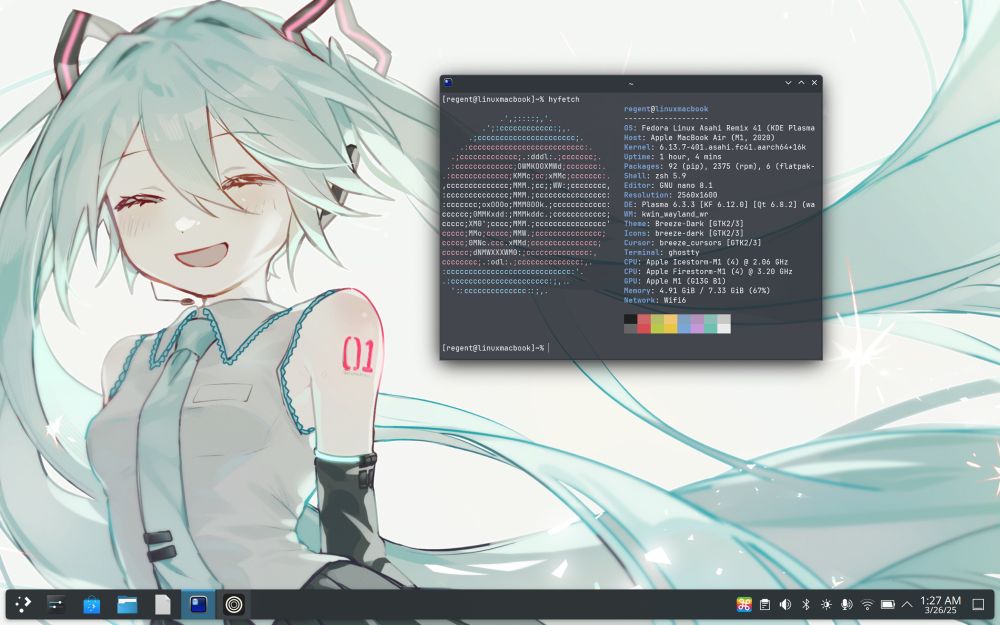 [regent@linuxmacbook]~% hyfetch
regent@linuxmacbook
-------------------
OS: Fedora Linux Asahi Remix 41 (KDE Plasma
Host: Apple MacBook Air (M1, 2020)
Kernel: 6.13.7-401.asahi.fc41.aarch64+16k
Uptime: 1 hour, 4 mins
Packages: 92 (pip), 2375 (rpm), 6 (flatpak-
Shell: zsh 5.9
Editor: GNU nano 8.1
Resolution: 2560x1600
DE: Plasma 6.3.3 [KF 6.12.0] [Qt 6.8.2] (wa
WM: kwin_wayland_wr
Theme: Breeze-Dark [GTK2/3]
Icons: breeze-dark [GTK2/3]
Cursor: breeze_cursors [GTK2/3]
Terminal: ghostty
CPU: Apple Icestorm-M1 (4) @ 2.06 GHz
CPU: Apple Firestorm-M1 (4) @ 3.20 GHz
GPU: Apple M1 (G13G B1)
Memory: 4.91 GiB / 7.33 GiB (67%)
Network: Wifi6
[regent@linuxmacbook]~%
01
1:27 AM
3/26/25